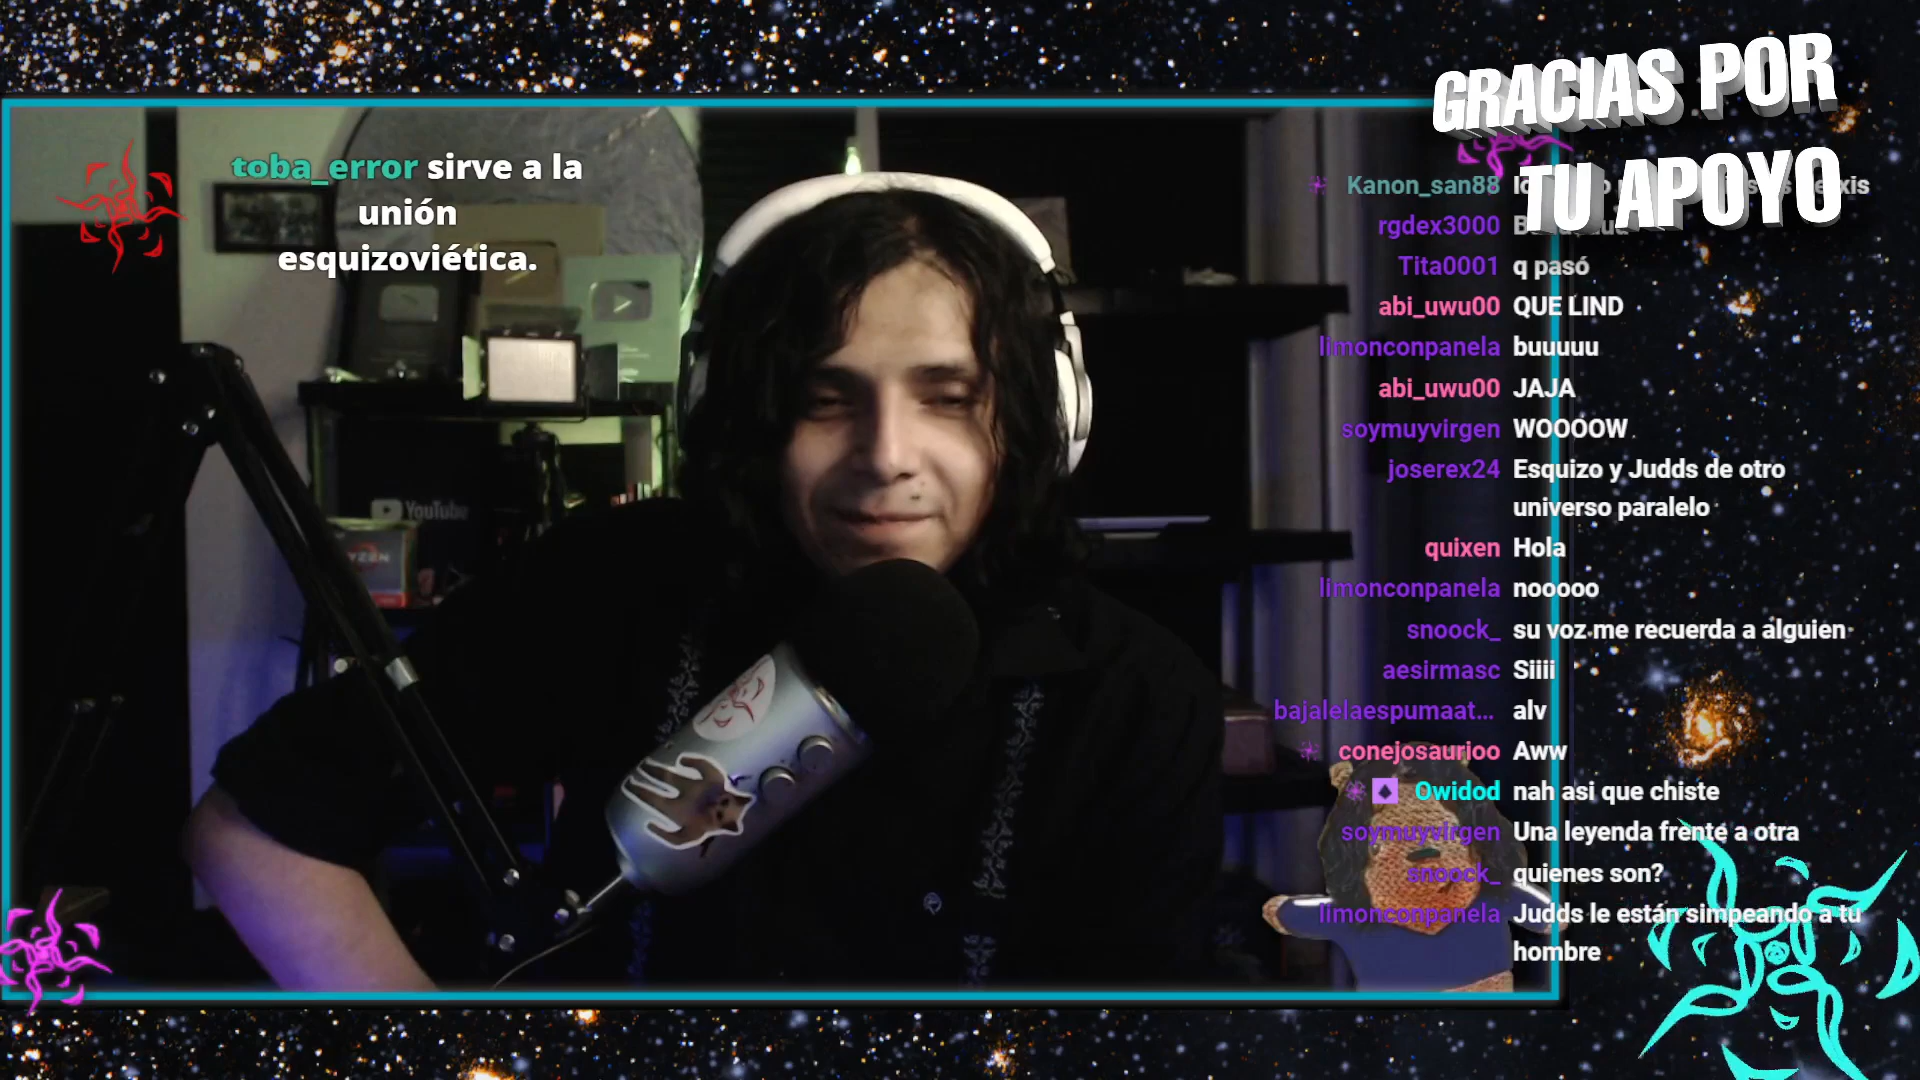 GRACIAS POR
TU APOYO
toba_error sirve a la
unión
esquizoviética.
Kanon_san88
rgdex3000
Tita0001 q pasó
abi_uwu00 QUE LIND
limonconpanela buuuuu
abi_uwu00 JAJA
soymuyvirgen WOOOOW
joserex24 Esquizo y Judds de otro
universo paralelo
quixen Hola
limonconpanela nooooo
snoock_ su voz me recuerda a alguien
aesirmasc Siiii
bajalelaespumaat... alv
conejosaurioo Aww
Owidod nah asi que chiste
soymuyvirgen Una leyenda frente a otra
snoock_ quienes son?
limonconpanela Judds le están simpeando a tu
hombre
YouTube
YZEN